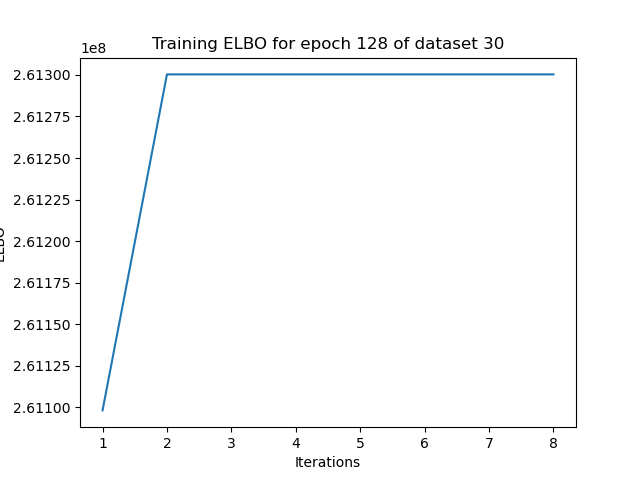 Training ELBO for epoch 128 of dataset 30
1e8
2.61300
2.61275
2.61250
2.61225
2.61200
2.61175
2.61150
2.61125
2.61100
ELBO
1 2 3 4 5 6 7 8
Iterations